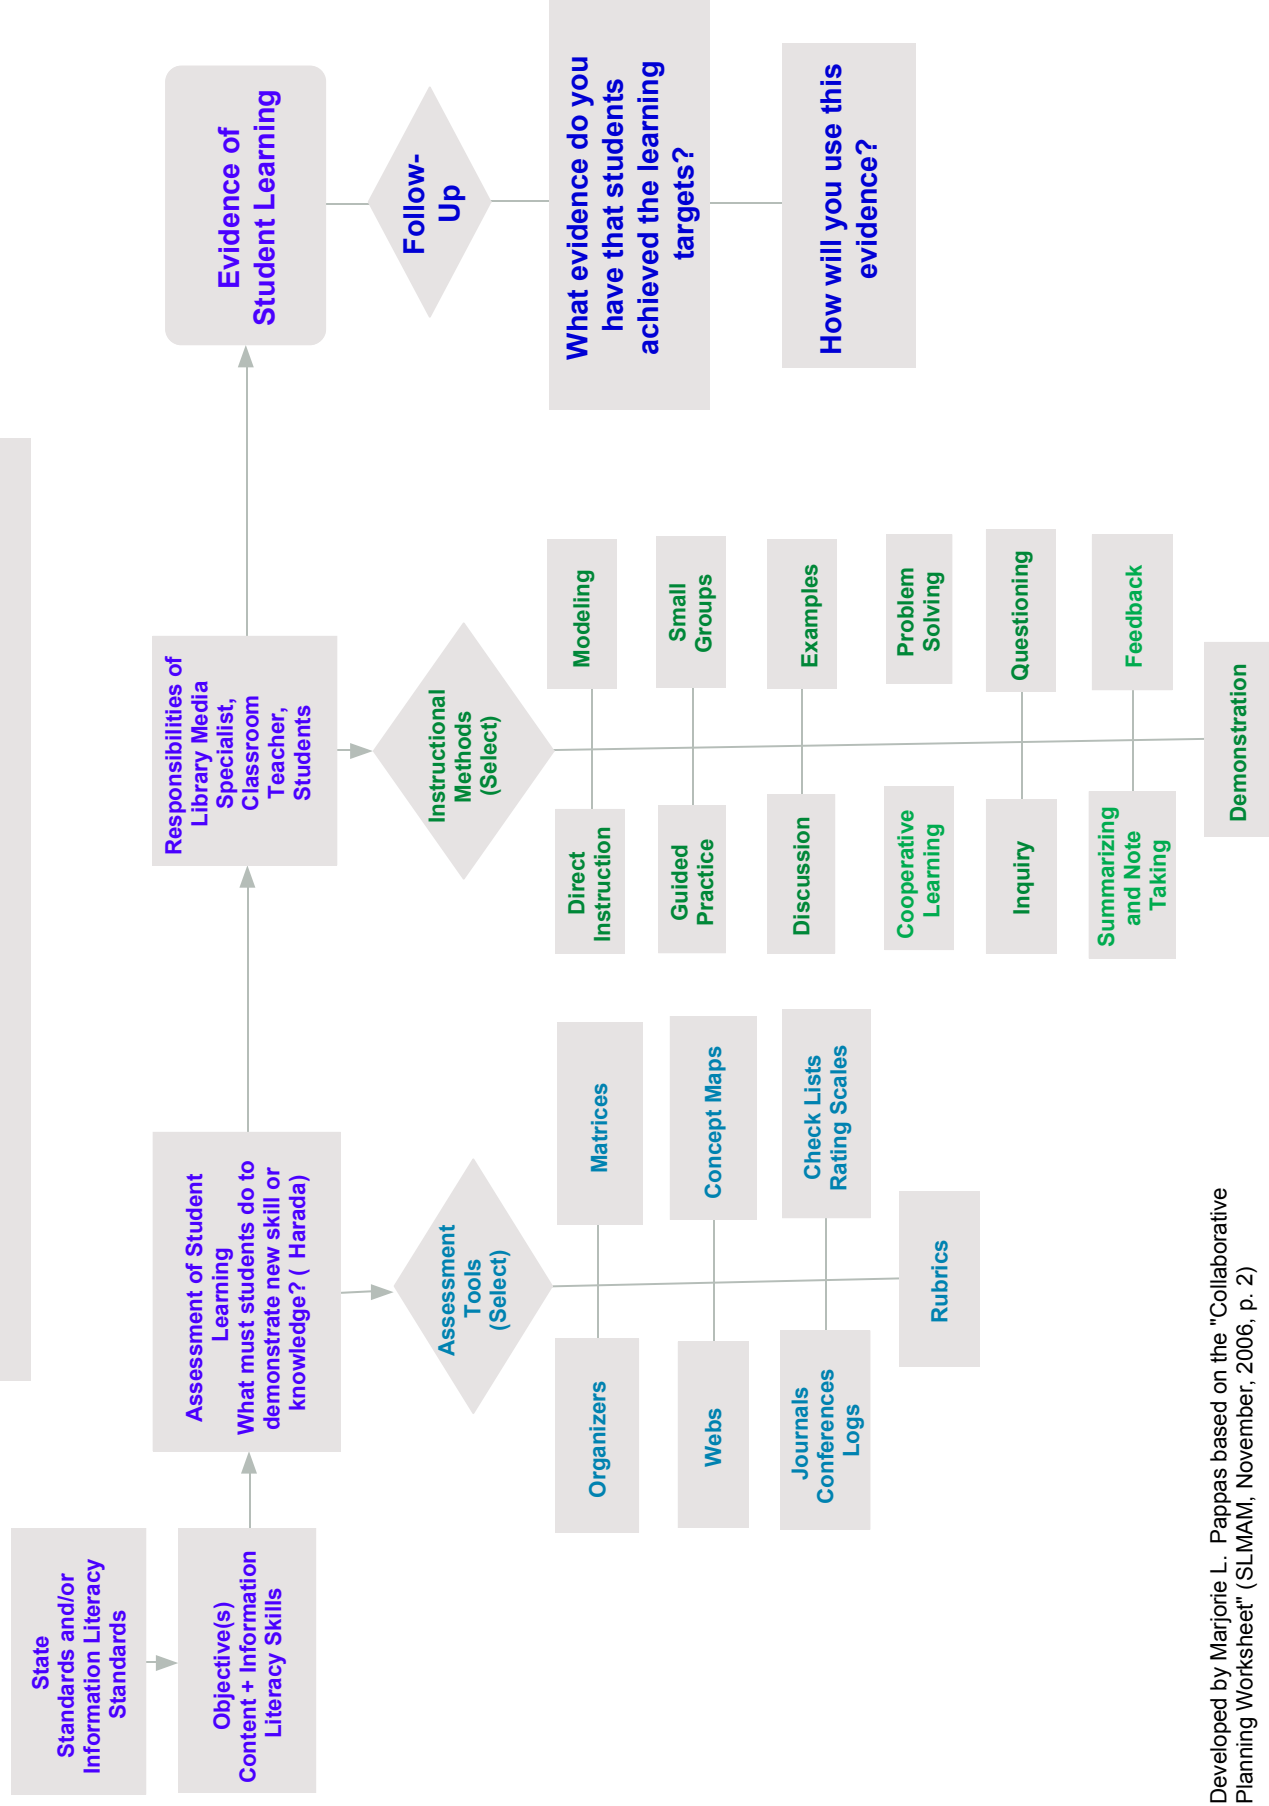 State
Standards and/or
Information Literacy
Standards
Objective(s)
Content + Information
Literacy Skills
Assessment of Student
Learning
What must students do to
demonstrate new skill or
knowledge? ( Harada)
Assessment
Tools
(Select)
Organizers
Matrices
Webs
Concept Maps
Journals
Conferences
Logs
Check Lists
Rating Scales
Rubrics
Responsibilities of
Library Media
Specialist,
Classroom
Teacher,
Students
Instructional
Methods
(Select)
Direct
Instruction
Modeling
Guided
Practice
Small
Groups
Discussion
Examples
Cooperative
Learning
Problem
Solving
Inquiry
Questioning
Summarizing
and Note
Taking
Feedback
Demonstration
Evidence of
Student Learning
Follow-
Up
What evidence do you
have that students
achieved the learning
targets?
How will you use this
evidence?
Developed by Marjorie L. Pappas based on the "Collaborative
Planning Worksheet" (SLMAM, November, 2006, p. 2)